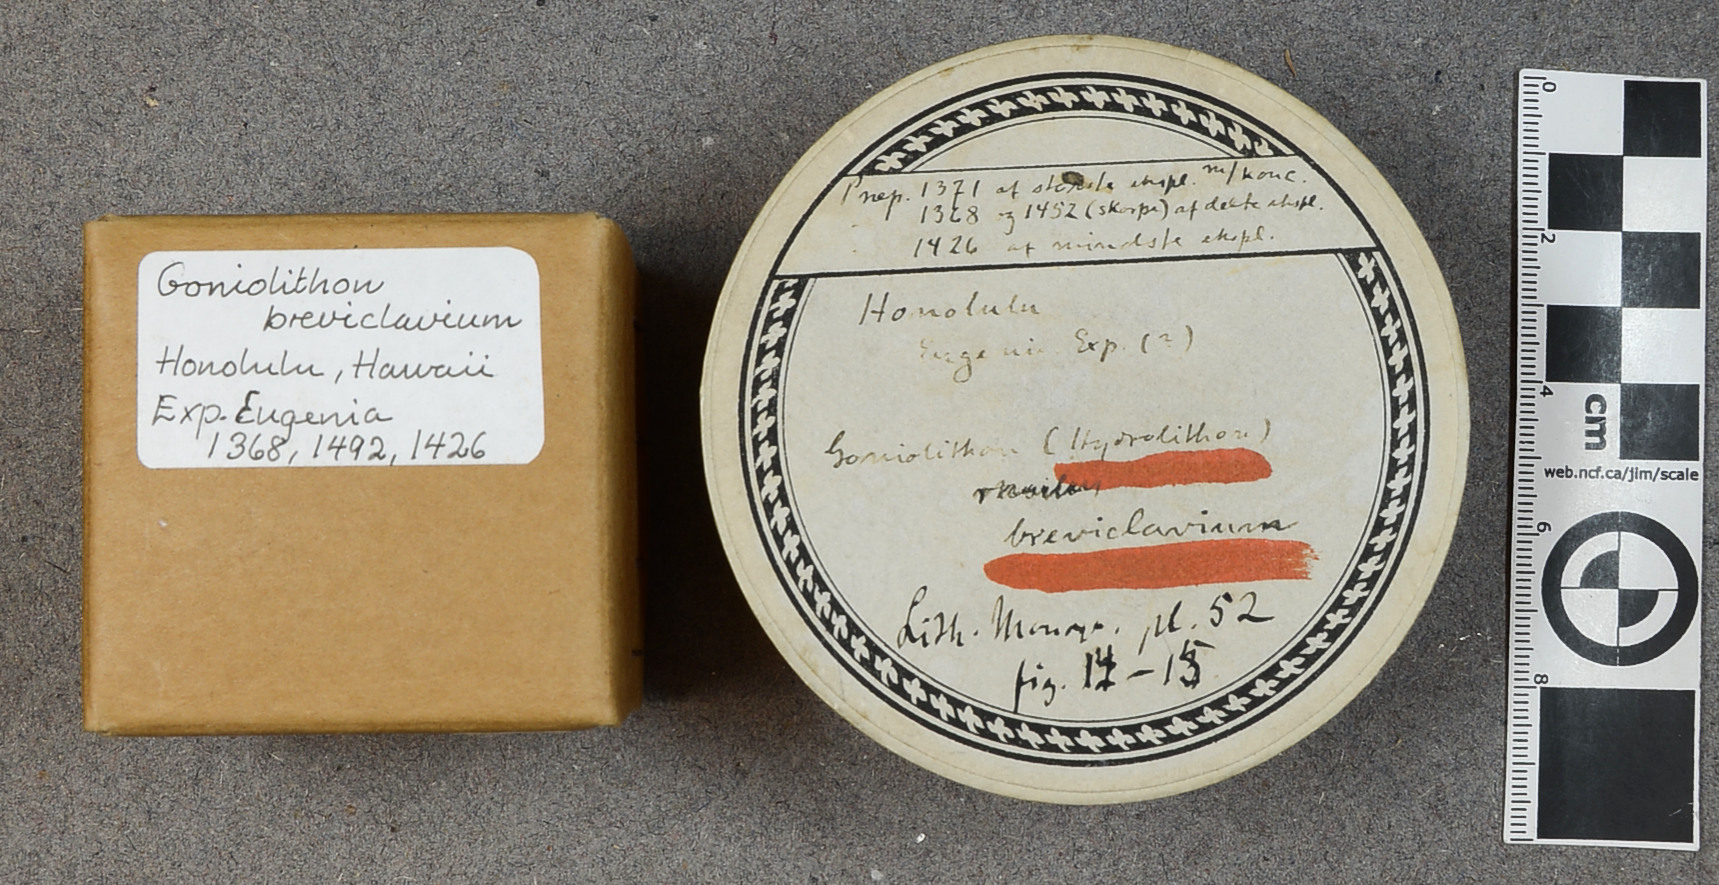 Goniolithon
breviclavium
Honolulu, Hawaii
Exp. Eugenia
1368, 1492, 1426
Præp. 1371 af største ekspl. m/konc.
1368 og 1452 (skorpe) af dette ekspl.
1426 af mindste ekspl.
Honolulu
Eugenie Exp. (?)
Goniolithon (Hydrolithon)
breviclavium
Lith. Monogr. pl. 52
fig. 14-15
0
2
4
cm
web.ncf.ca/jim/scale
6
8